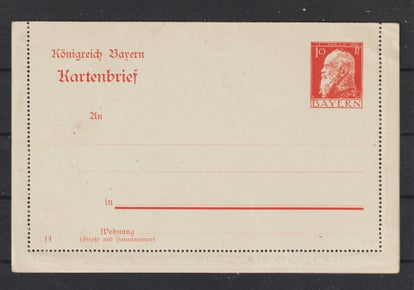 Königreich Bayern
Kartenbrief
10 Pf
BAYERN
An
in
Wohnung
(Straße und Hausnummer)
14